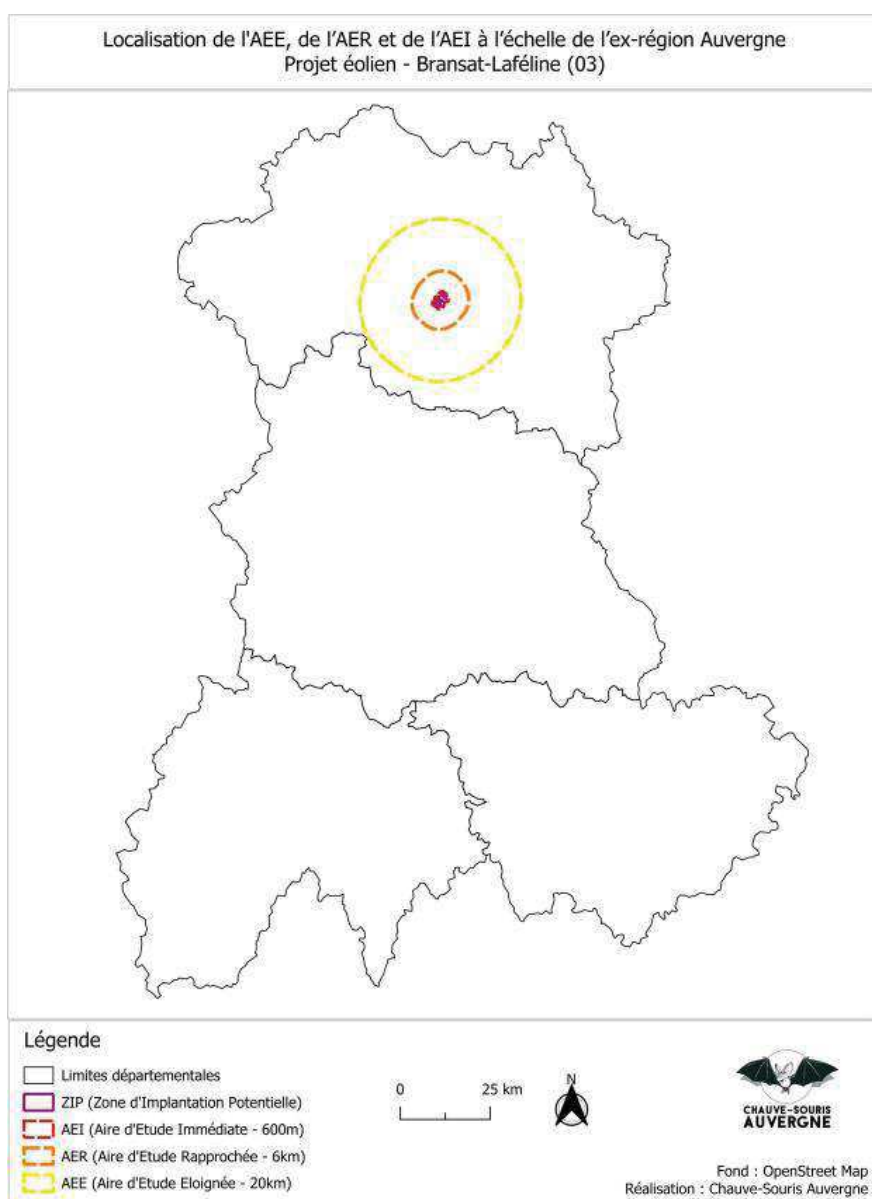 Localisation de l'AEE, de l'AER et de l'AEI à l'échelle de l'ex-région Auvergne
Projet éolien - Bransat-Laféline (03)
Légende
Limites départementales
ZIP (Zone d'Implantation Potentielle)
AEI (Aire d'Etude Immédiate - 600m)
AER (Aire d'Etude Rapprochée - 6km)
AEE (Aire d'Etude Eloignée - 20km)
0 25 km
N
CHAUVE-SOURIS
AUVERGNE
Fond : OpenStreet Map
Réalisation : Chauve-Souris Auvergne